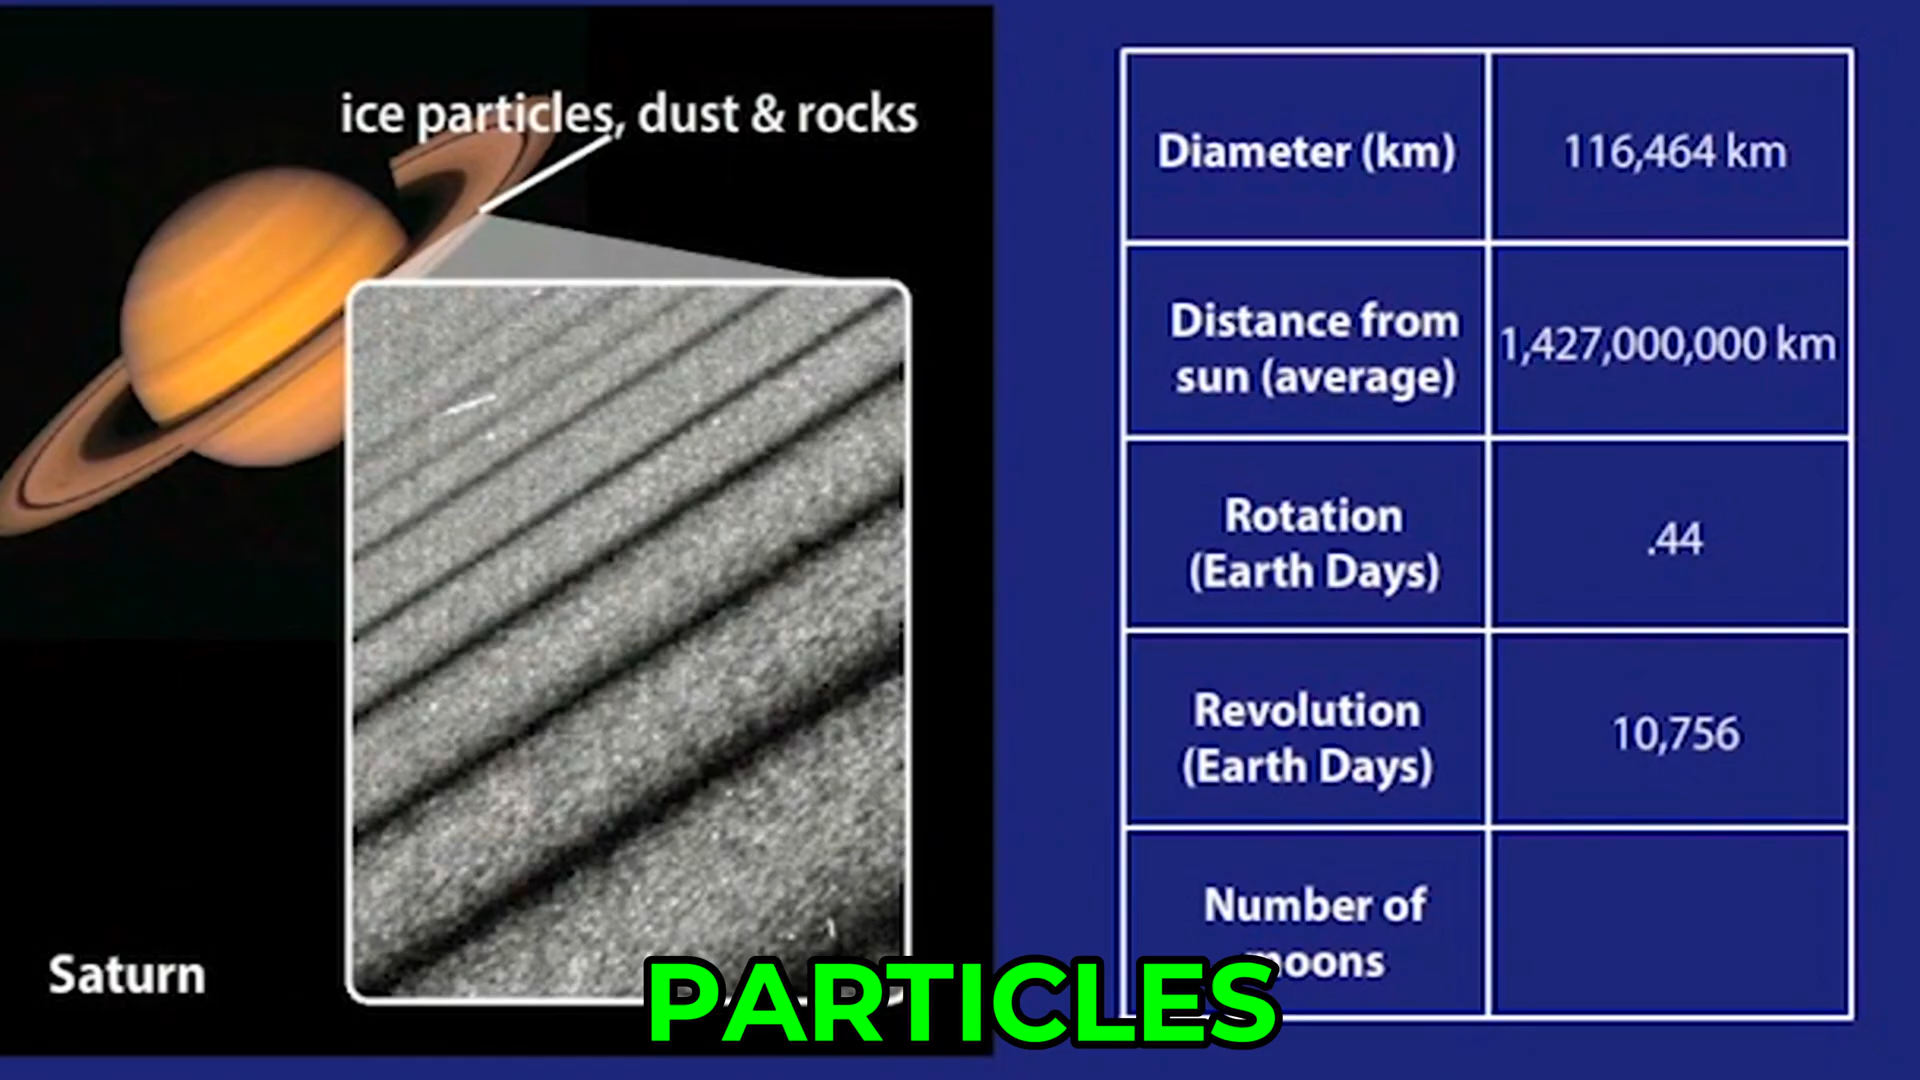 ice particles, dust & rocks
Saturn
Diameter (km)
116,464 km
Distance from
sun (average)
1,427,000,000 km
Rotation
(Earth Days)
.44
Revolution
(Earth Days)
10,756
Number of
moons
PARTICLES